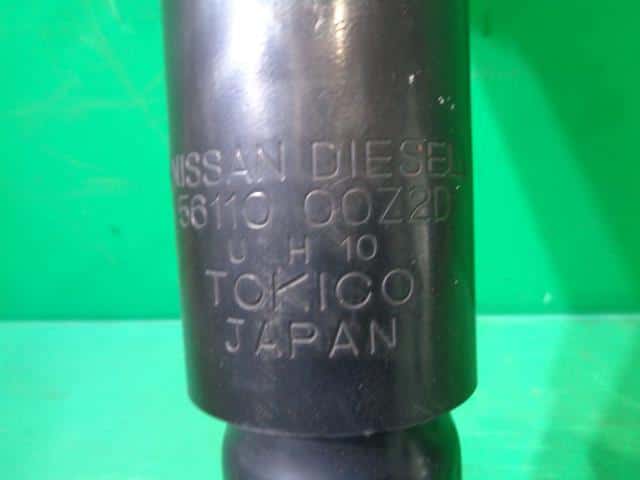 NISSAN DIESEL
56110 00Z2D
U H 10
TOKICO
JAPAN